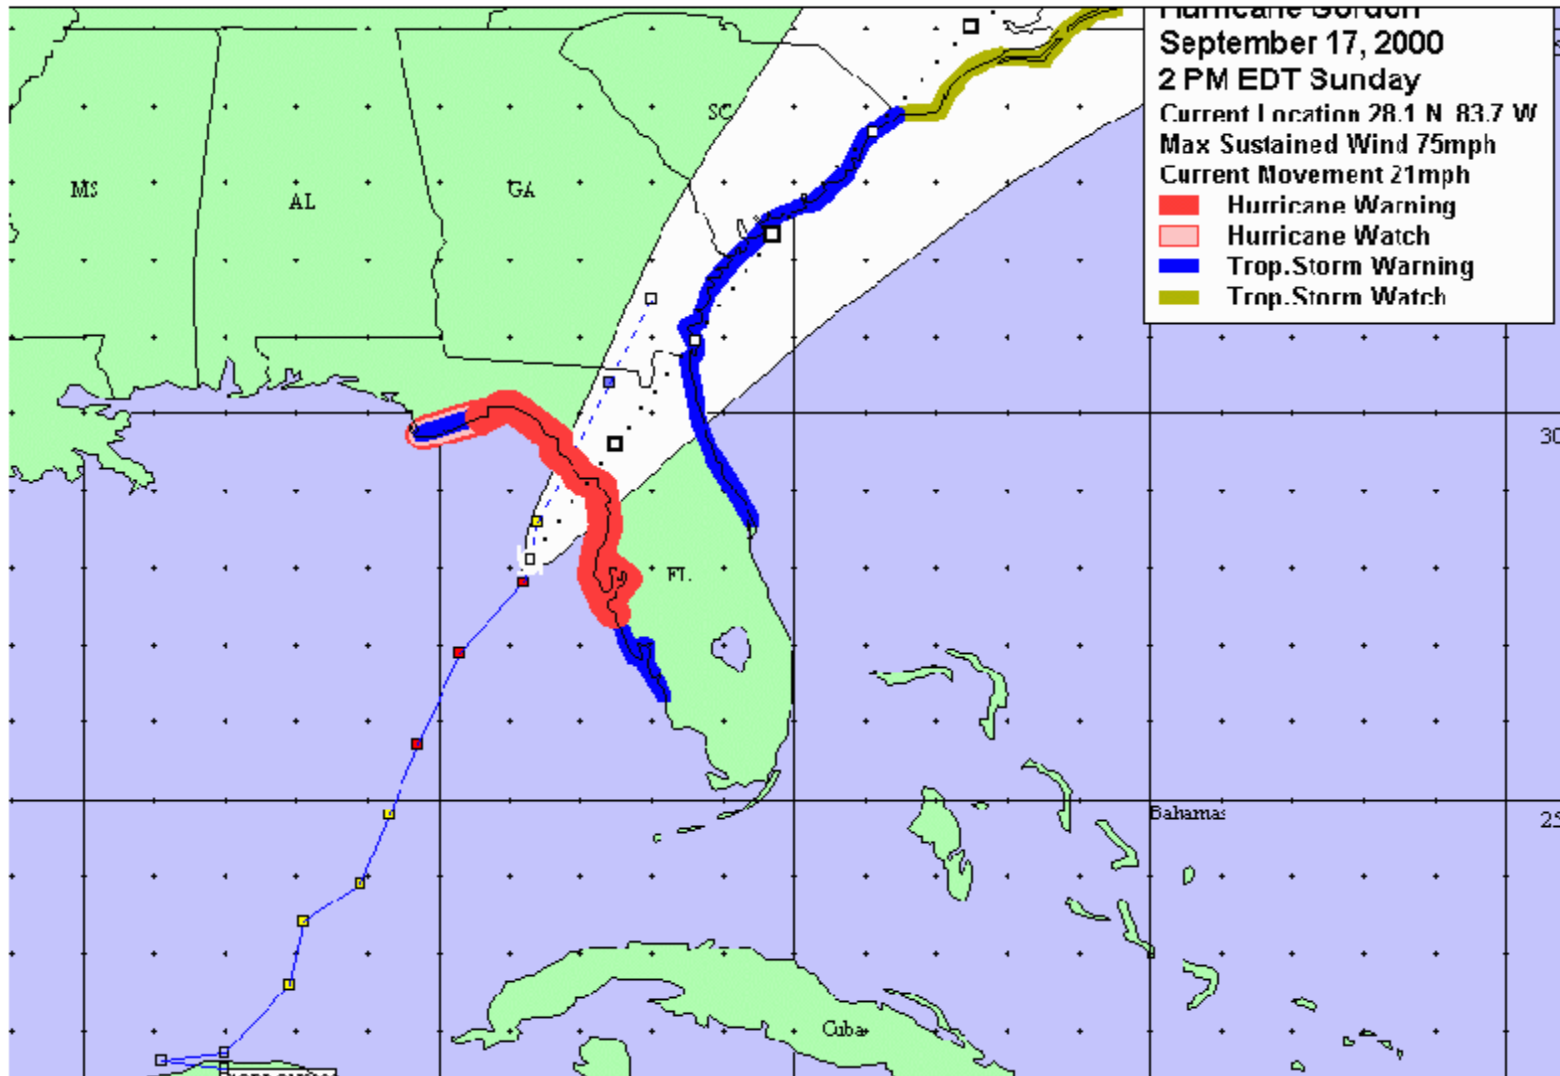 Hurricane Gordon
September 17, 2000
2 PM EDT Sunday
Current Location 28.1 N 83.7 W
Max Sustained Wind 75mph
Current Movement 21mph
Hurricane Warning
Hurricane Watch
Trop.Storm Warning
Trop.Storm Watch
SC
MS
AL
GA
30
FL
Bahamas
25
Cuba